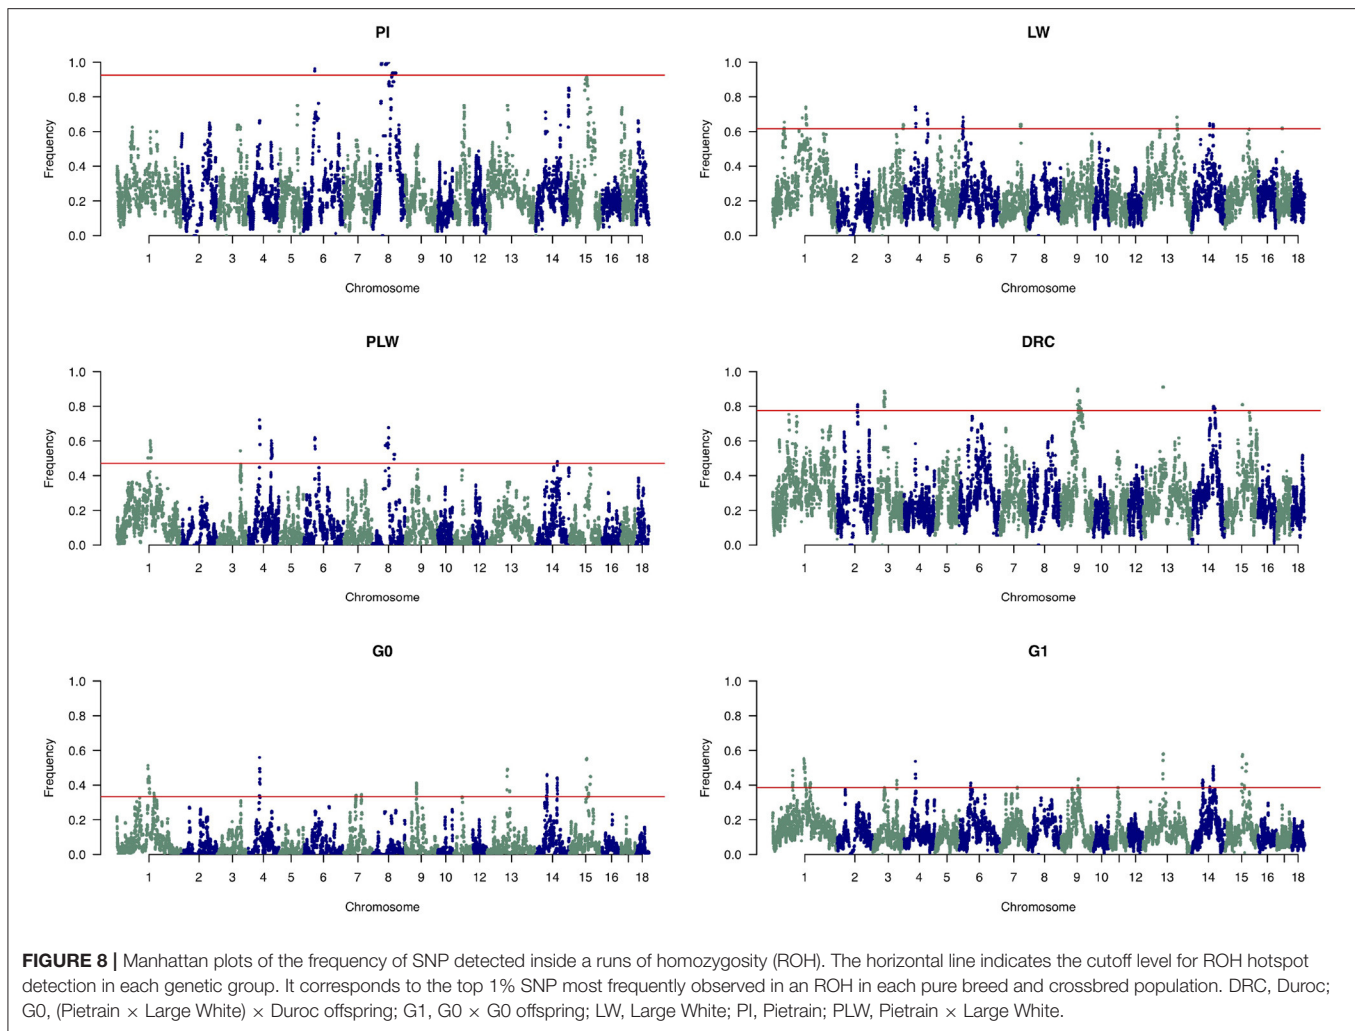 PI
1.0
0.8
0.6
0.4
0.2
0.0
Frequency
1 2 3 4 5 6 7 8 9 10 12 13 14 15 16 18
Chromosome
LW
1.0
0.8
0.6
0.4
0.2
0.0
Frequency
1 2 3 4 5 6 7 8 9 10 12 13 14 15 16 18
Chromosome
PLW
1.0
0.8
0.6
0.4
0.2
0.0
Frequency
1 2 3 4 5 6 7 8 9 10 12 13 14 15 16 18
Chromosome
DRC
1.0
0.8
0.6
0.4
0.2
0.0
Frequency
1 2 3 4 5 6 7 8 9 10 12 13 14 15 16 18
Chromosome
G0
1.0
0.8
0.6
0.4
0.2
0.0
Frequency
1 2 3 4 5 6 7 8 9 10 12 13 14 15 16 18
Chromosome
G1
1.0
0.8
0.6
0.4
0.2
0.0
Frequency
1 2 3 4 5 6 7 8 9 10 12 13 14 15 16 18
Chromosome
FIGURE 8 | Manhattan plots of the frequency of SNP detected inside a runs of homozygosity (ROH). The horizontal line indicates the cutoff level for ROH hotspot
detection in each genetic group. It corresponds to the top 1% SNP most frequently observed in an ROH in each pure breed and crossbred population. DRC, Duroc;
G0, (Pietrain × Large White) × Duroc offspring; G1, G0 × G0 offspring; LW, Large White; PI, Pietrain; PLW, Pietrain × Large White.